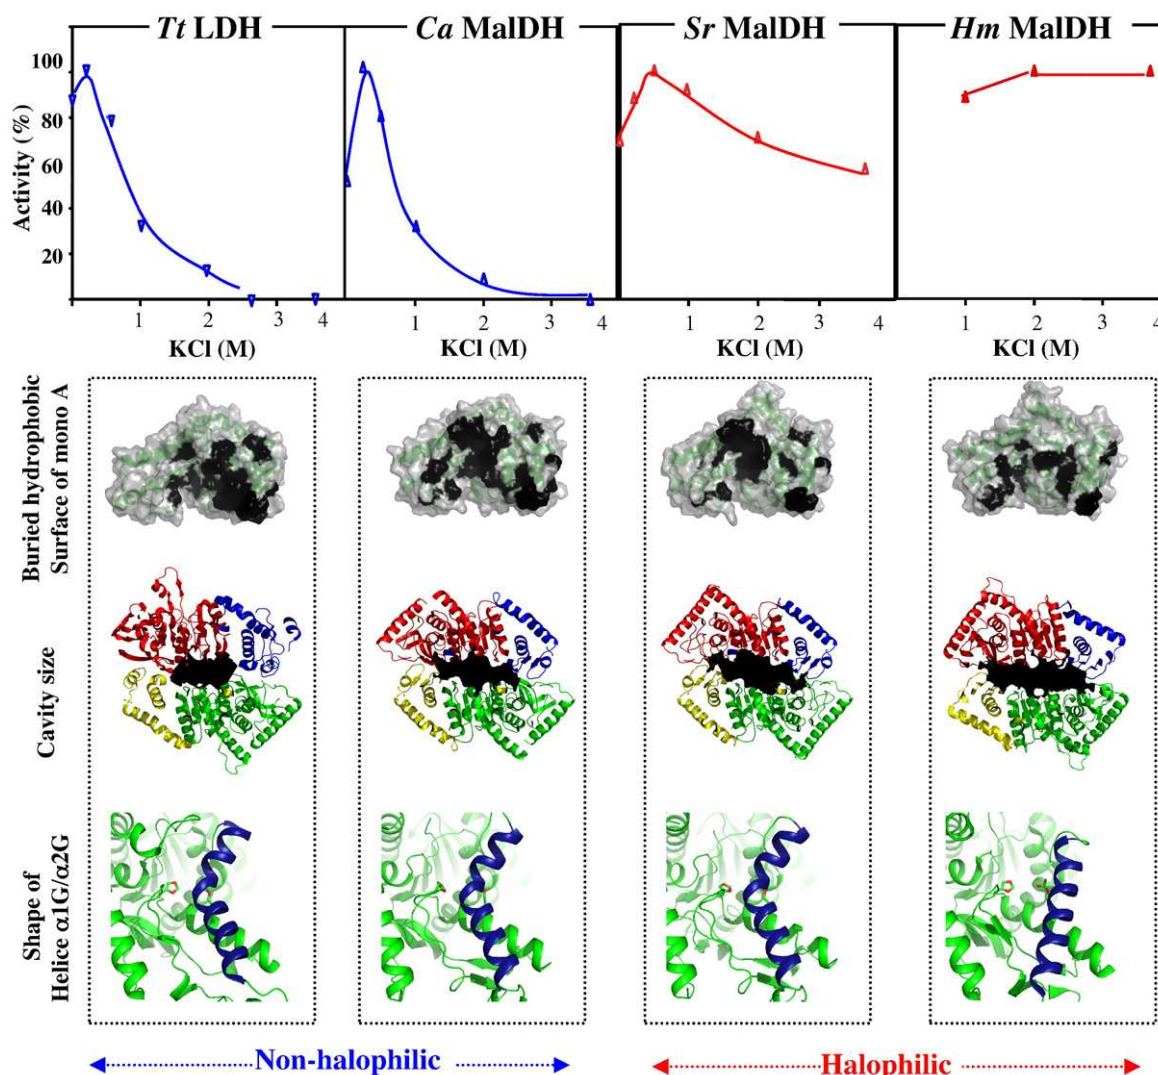 Tt LDH
Ca MalDH
Sr MalDH
Hm MalDH
Activity (%)
100
80
60
40
20
1 2 3 4
1 2 3 4
1 2 3 4
1 2 3 4
KCl (M)
KCl (M)
KCl (M)
KCl (M)
Buried hydrophobic
Surface of mono A
Cavity size
Shape of
Helice α1G/α2G
Non-halophilic
Halophilic